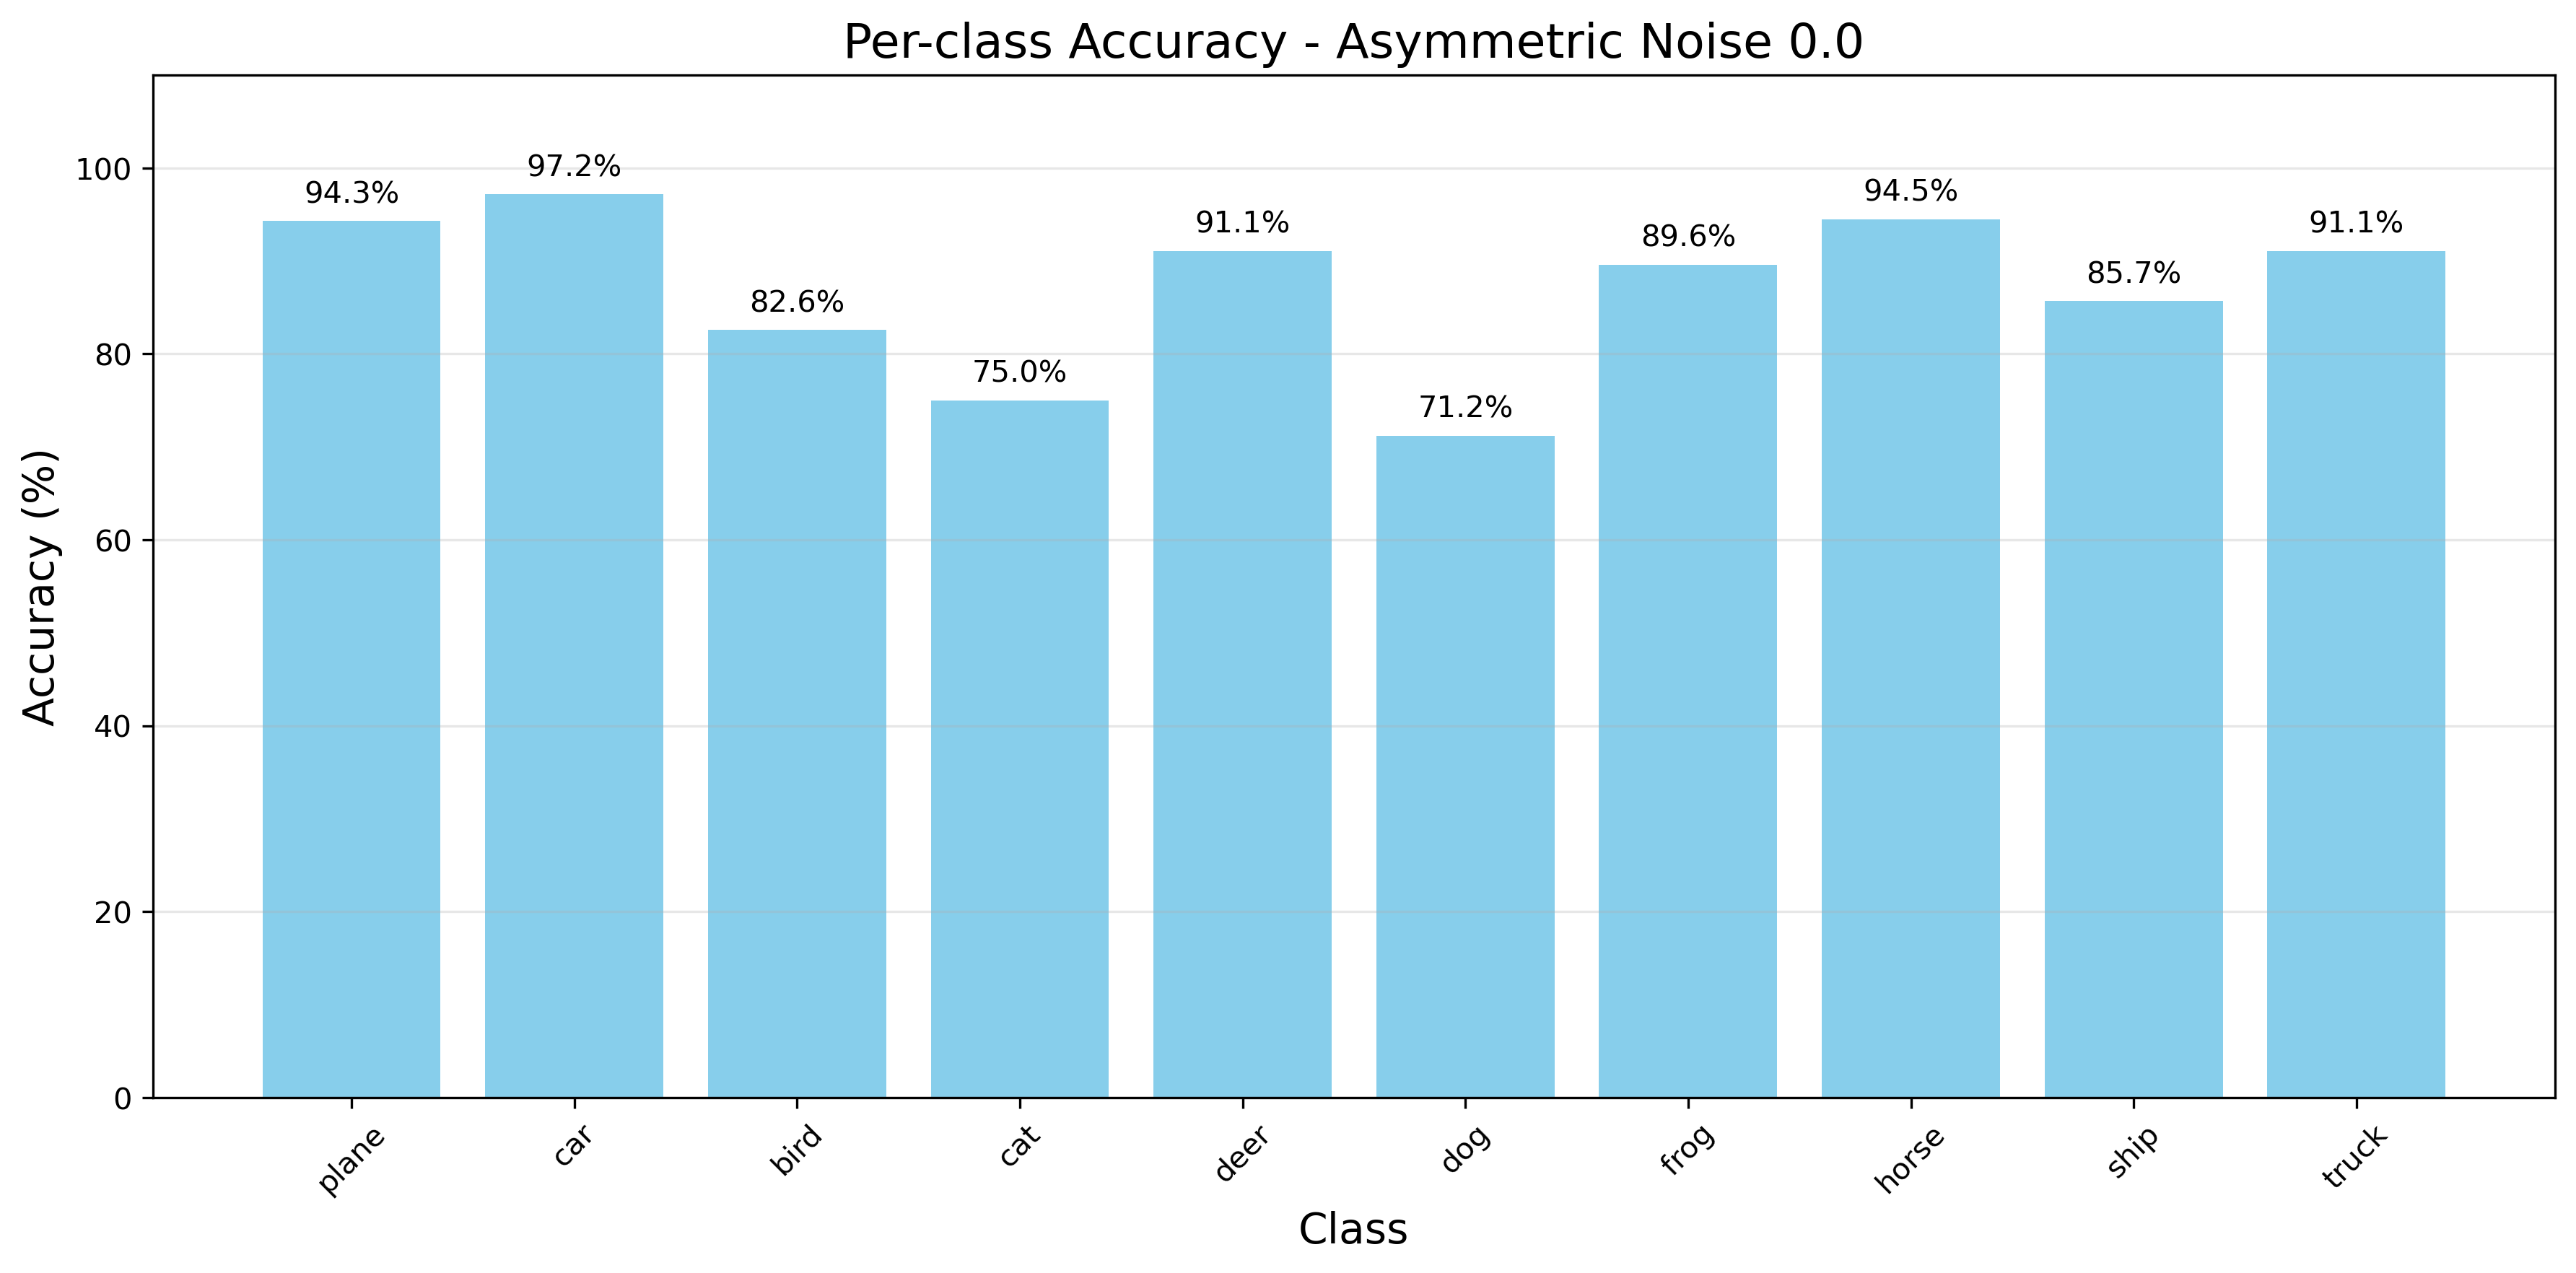 Per-class Accuracy - Asymmetric Noise 0.0
Accuracy (%)
100
80
60
40
20
0
94.3%
97.2%
82.6%
75.0%
91.1%
71.2%
89.6%
94.5%
85.7%
91.1%
plane
car
bird
cat
deer
dog
frog
horse
ship
truck
Class